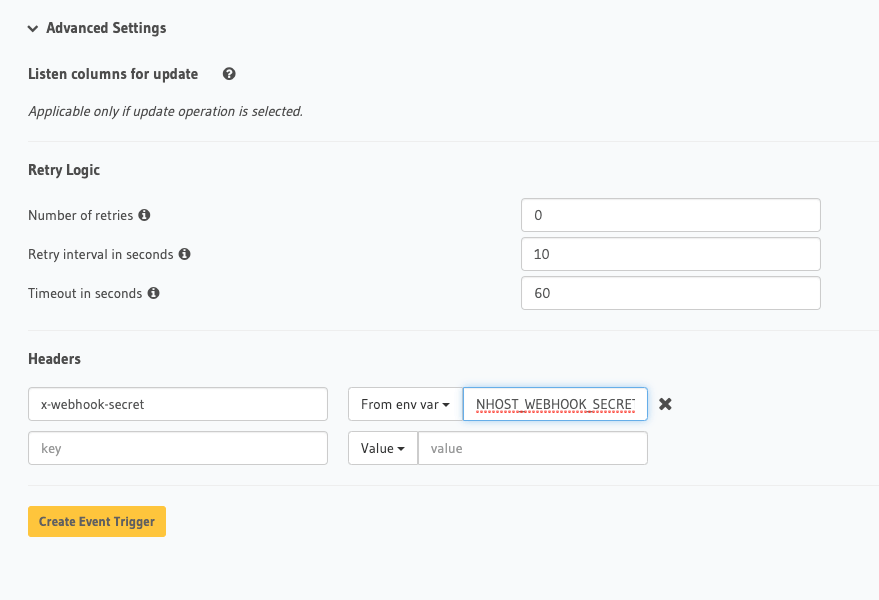 Advanced Settings
Listen columns for update
Applicable only if update operation is selected.
Retry Logic
Number of retries
0
Retry interval in seconds
10
Timeout in seconds
60
Headers
x-webhook-secret From env var NHOST_WEBHOOK_SECRET
key Value value
Create Event Trigger